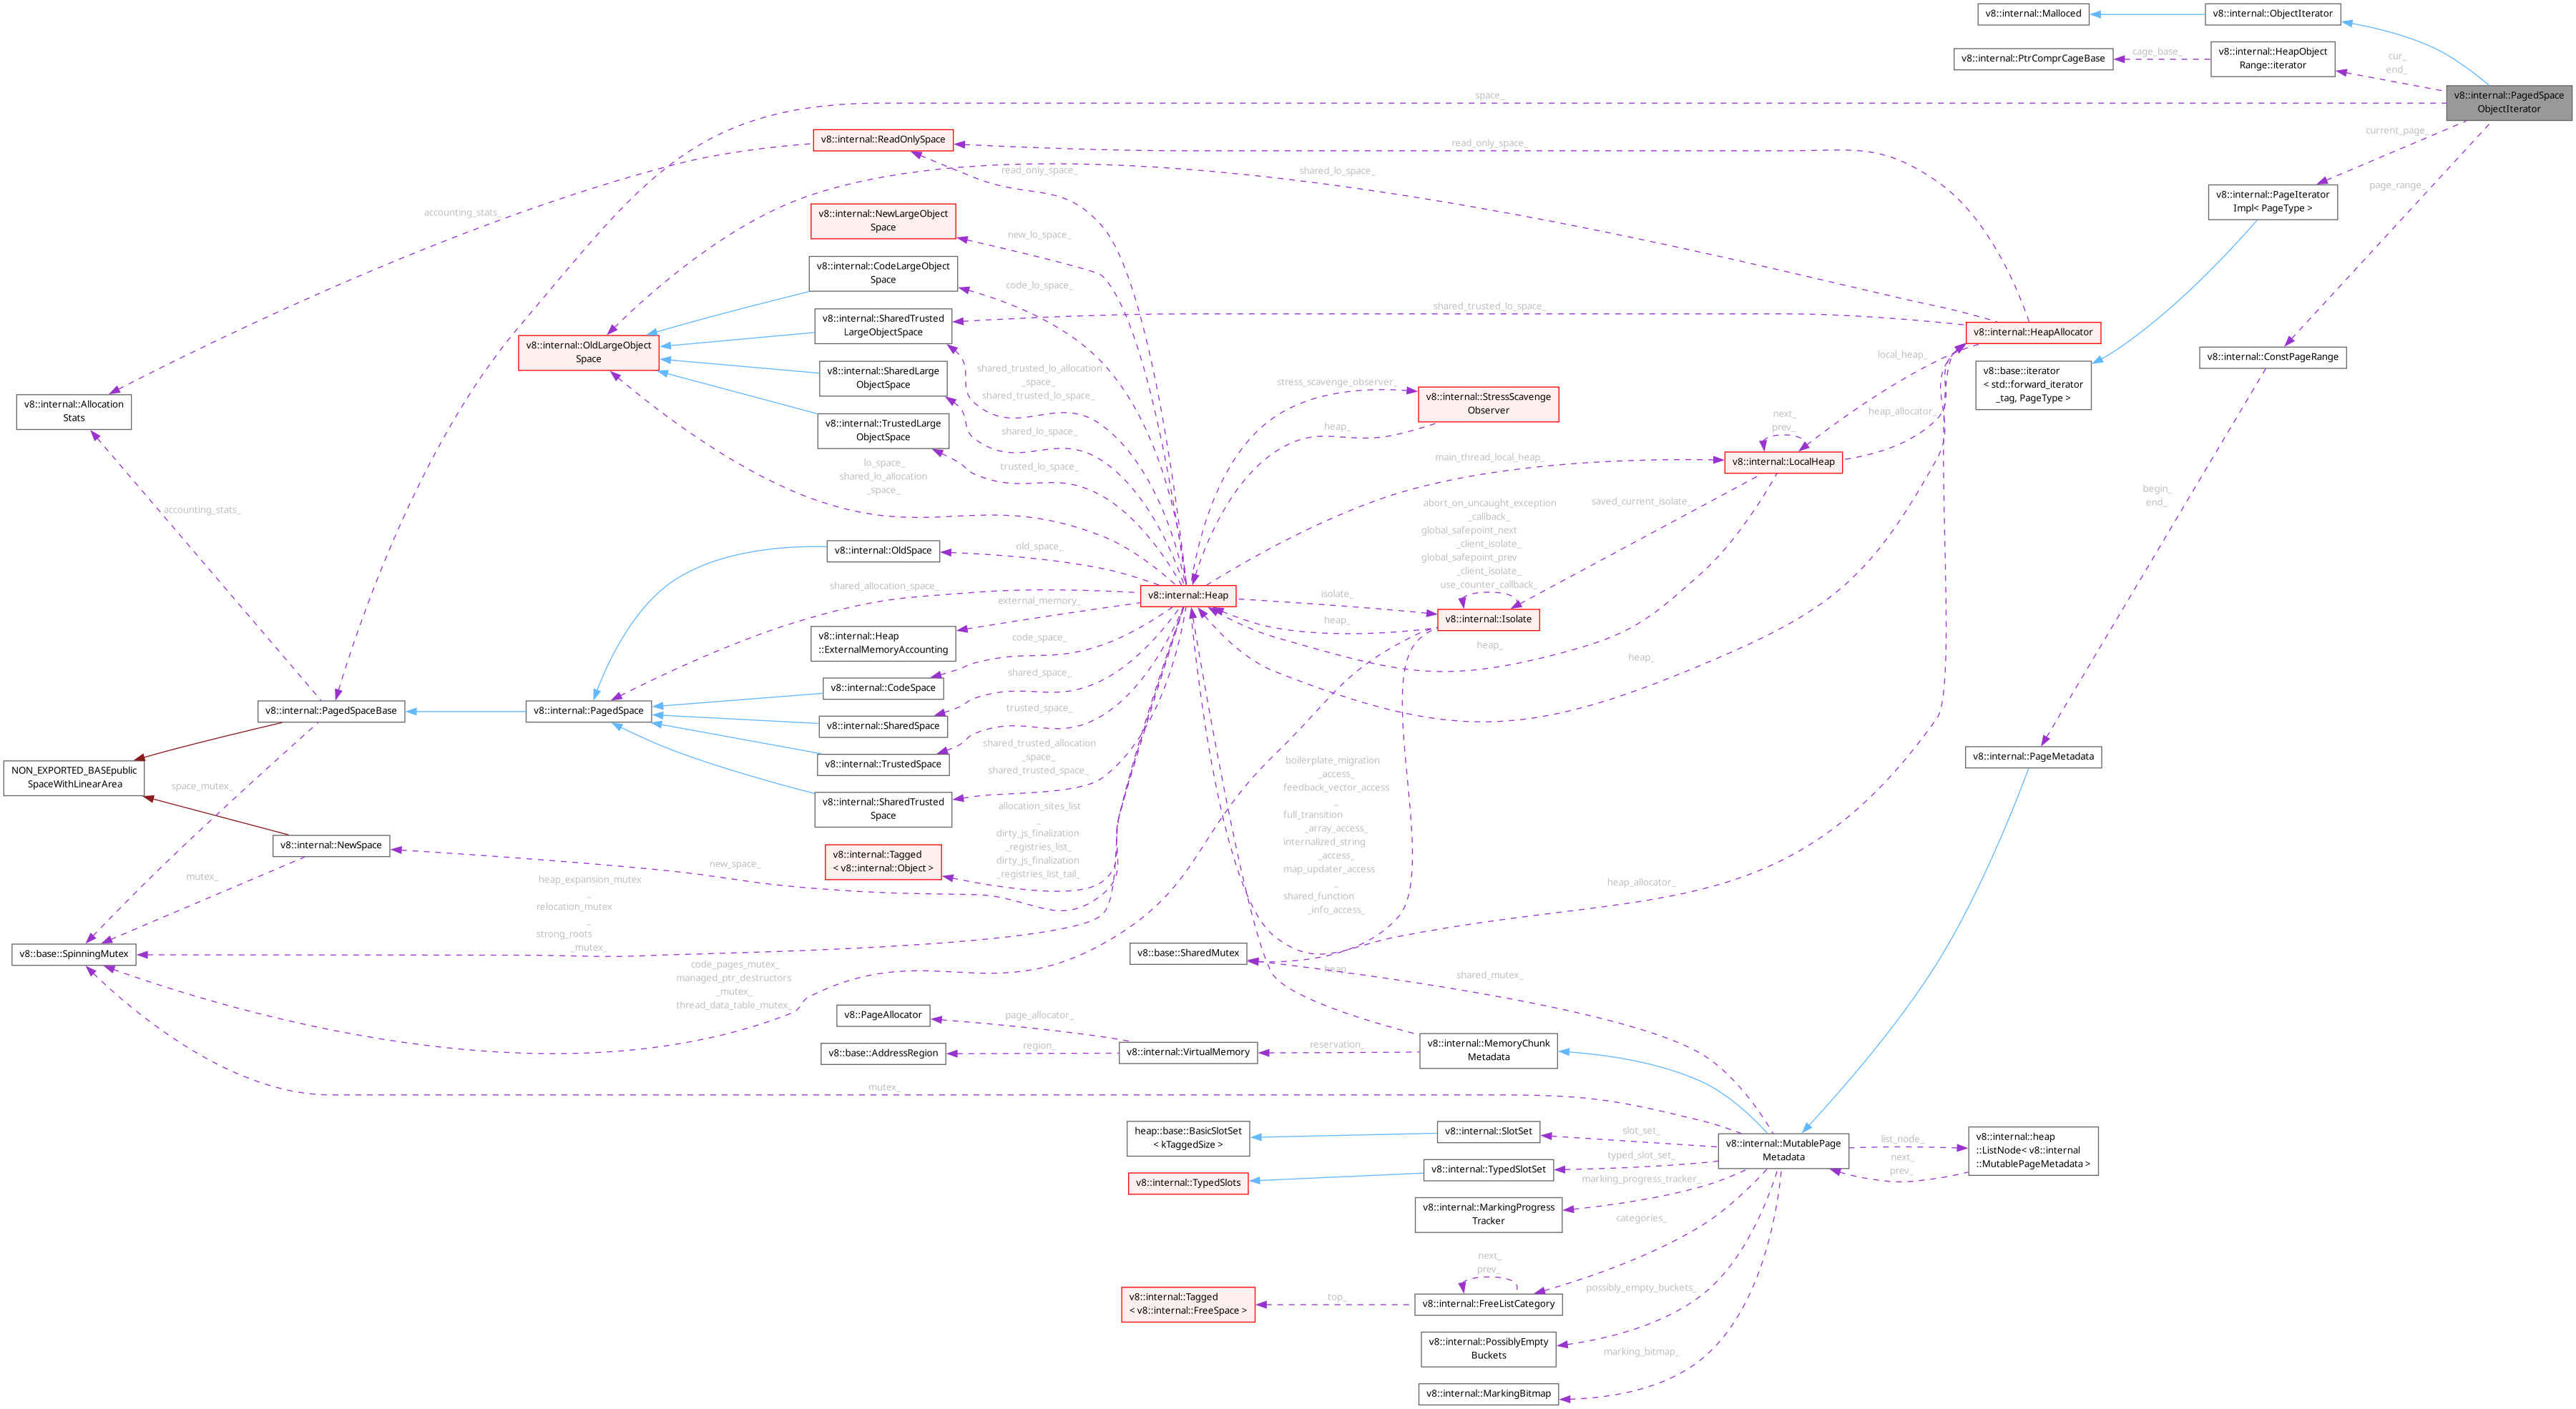 v8::internal::Malloced
v8::internal::ObjectIterator
v8::internal::PtrComprCageBase
cage_base_
v8::internal::HeapObject
Range::iterator
cur_
end_
v8::internal::PagedSpace
ObjectIterator
space_
v8::internal::ReadOnlySpace
read_only_space_
current_page_
read_only_space_
shared_lo_space_
page_range_
v8::internal::PageIterator
Impl< PageType >
accounting_stats_
v8::internal::NewLargeObject
Space
new_lo_space_
v8::internal::CodeLargeObject
Space
code_lo_space_
shared_trusted_lo_space_
v8::internal::SharedTrusted
LargeObjectSpace
v8::internal::HeapAllocator
v8::internal::OldLargeObject
Space
v8::internal::ConstPageRange
local_heap_
shared_trusted_lo_allocation
_space_
shared_trusted_lo_space_
v8::internal::SharedLarge
ObjectSpace
v8::base::iterator
< std::forward_iterator
_tag, PageType >
stress_scavenge_observer_
v8::internal::StressScavenge
Observer
v8::internal::Allocation
Stats
heap_allocator_
next_
prev_
v8::internal::TrustedLarge
ObjectSpace
shared_lo_space_
heap_
trusted_lo_space_
lo_space_
shared_lo_allocation
_space_
main_thread_local_heap_
v8::internal::LocalHeap
begin_
end_
accounting_stats_
abort_on_uncaught_exception
_callback_
global_safepoint_next
_client_isolate_
global_safepoint_prev
_client_isolate_
use_counter_callback_
saved_current_isolate_
v8::internal::OldSpace
old_space_
shared_allocation_space_
v8::internal::Heap
isolate_
external_memory_
v8::internal::Isolate
heap_
v8::internal::Heap
::ExternalMemoryAccounting
code_space_
heap_
heap_
v8::internal::CodeSpace
shared_space_
v8::internal::PagedSpaceBase
v8::internal::PagedSpace
v8::internal::SharedSpace
trusted_space_
v8::internal::TrustedSpace
shared_trusted_allocation
_space_
shared_trusted_space_
v8::internal::PageMetadata
NON_EXPORTED_BASEpublic
SpaceWithLinearArea
space_mutex_
boilerplate_migration
_access_
feedback_vector_access
_
full_transition
_array_access_
internalized_string
_access_
map_updater_access
_
shared_function
_info_access_
v8::internal::SharedTrusted
Space
allocation_sites_list
_
dirty_js_finalization
_registries_list_
dirty_js_finalization
_registries_list_tail_
v8::internal::NewSpace
v8::internal::Tagged
< v8::internal::Object >
new_space_
mutex_
heap_expansion_mutex
_
relocation_mutex
_
strong_roots
_mutex_
heap_allocator_
v8::base::SpinningMutex
v8::base::SharedMutex
code_pages_mutex_
managed_ptr_destructors
_mutex_
thread_data_table_mutex_
heap_
shared_mutex_
v8::PageAllocator
page_allocator_
v8::base::AddressRegion
region_
v8::internal::VirtualMemory
reservation_
v8::internal::MemoryChunk
Metadata
mutex_
heap::base::BasicSlotSet
< kTaggedSize >
v8::internal::SlotSet
slot_set_
v8::internal::MutablePage
Metadata
list_node_
next_
prev_
v8::internal::heap
::ListNode< v8::internal
::MutablePageMetadata >
v8::internal::TypedSlots
v8::internal::TypedSlotSet
typed_slot_set_
marking_progress_tracker_
v8::internal::MarkingProgress
Tracker
categories_
next_
prev_
v8::internal::Tagged
< v8::internal::FreeSpace >
top_
v8::internal::FreeListCategory
possibly_empty_buckets_
v8::internal::PossiblyEmpty
Buckets
marking_bitmap_
v8::internal::MarkingBitmap